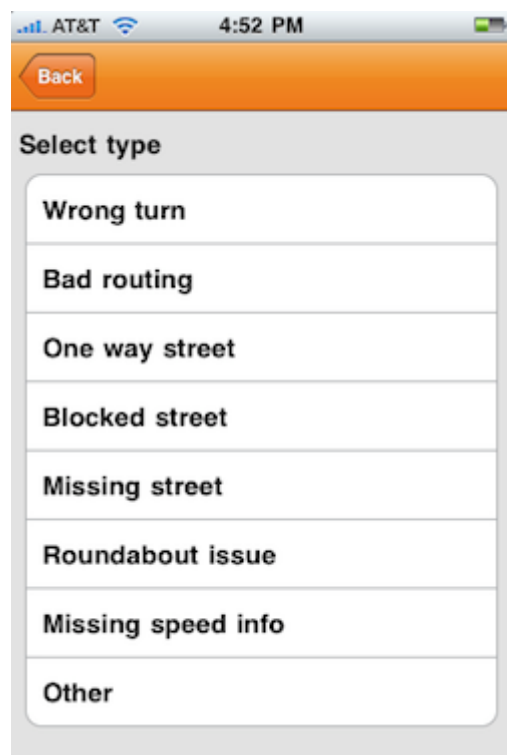 AT&T 4:52 PM
Back
Select type
Wrong turn
Bad routing
One way street
Blocked street
Missing street
Roundabout issue
Missing speed info
Other